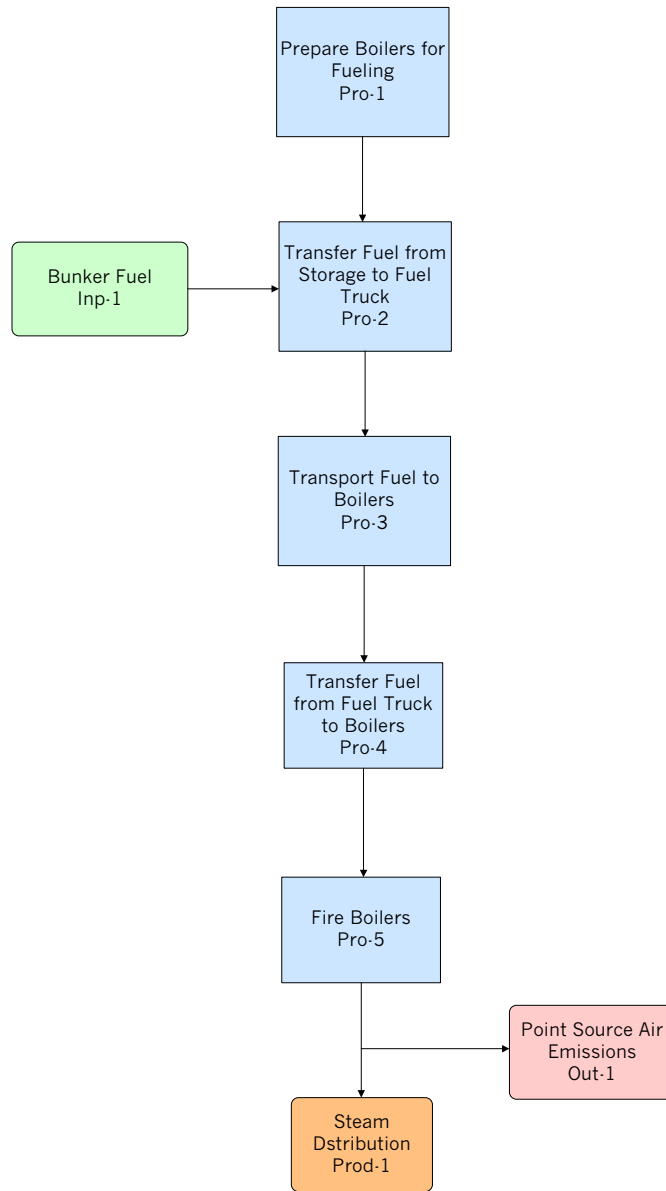 Prepare Boilers for
Fueling
Pro-1
Transfer Fuel from
Storage to Fuel
Truck
Pro-2
Bunker Fuel
Inp-1
Transport Fuel to
Boilers
Pro-3
Transfer Fuel
from Fuel Truck
to Boilers
Pro-4
Fire Boilers
Pro-5
Point Source Air
Emissions
Out-1
Steam
Dstribution
Prod-1